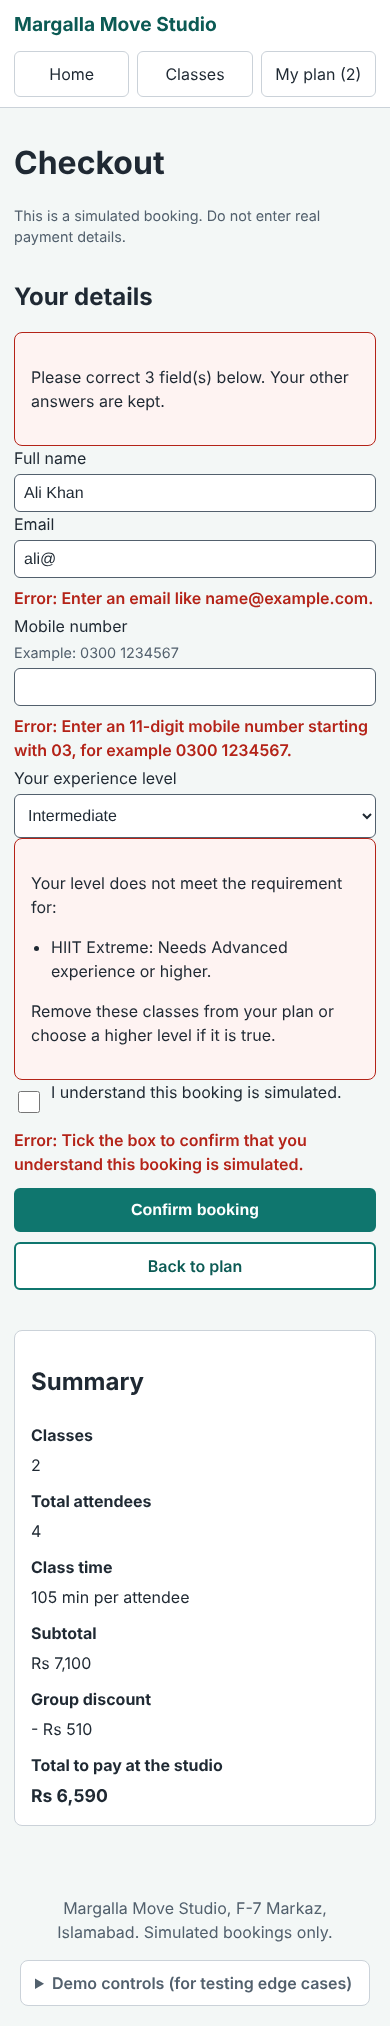 Margalla Move Studio
Home
Classes
My plan (2)
Checkout
This is a simulated booking. Do not enter real
payment details.
Your details
Please correct 3 field(s) below. Your other
answers are kept.
Full name
Ali Khan
Email
ali@
Error: Enter an email like name@example.com.
Mobile number
Example: 0300 1234567
Error: Enter an 11-digit mobile number starting
with 03, for example 0300 1234567.
Your experience level
Intermediate
Your level does not meet the requirement
for:
• HIIT Extreme: Needs Advanced
experience or higher.
Remove these classes from your plan or
choose a higher level if it is true.
I understand this booking is simulated.
Error: Tick the box to confirm that you
understand this booking is simulated.
Confirm booking
Back to plan
Summary
Classes
2
Total attendees
4
Class time
105 min per attendee
Subtotal
Rs 7,100
Group discount
- Rs 510
Total to pay at the studio
Rs 6,590
Margalla Move Studio, F-7 Markaz,
Islamabad. Simulated bookings only.
Demo controls (for testing edge cases)